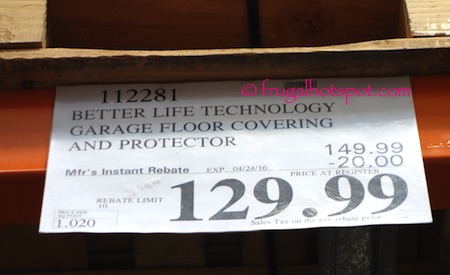 ©frugalhotspot.com
112281
BETTER LIFE TECHNOLOGY
GARAGE FLOOR COVERING
AND PROTECTOR
149.99
Mfr's Instant Rebate EXP. 04/24/16 -20.00
PRICE AT REGISTER
REBATE LIMIT
10
129.99
PRICE PER
1.020
Sales Tax on the pre rebate price